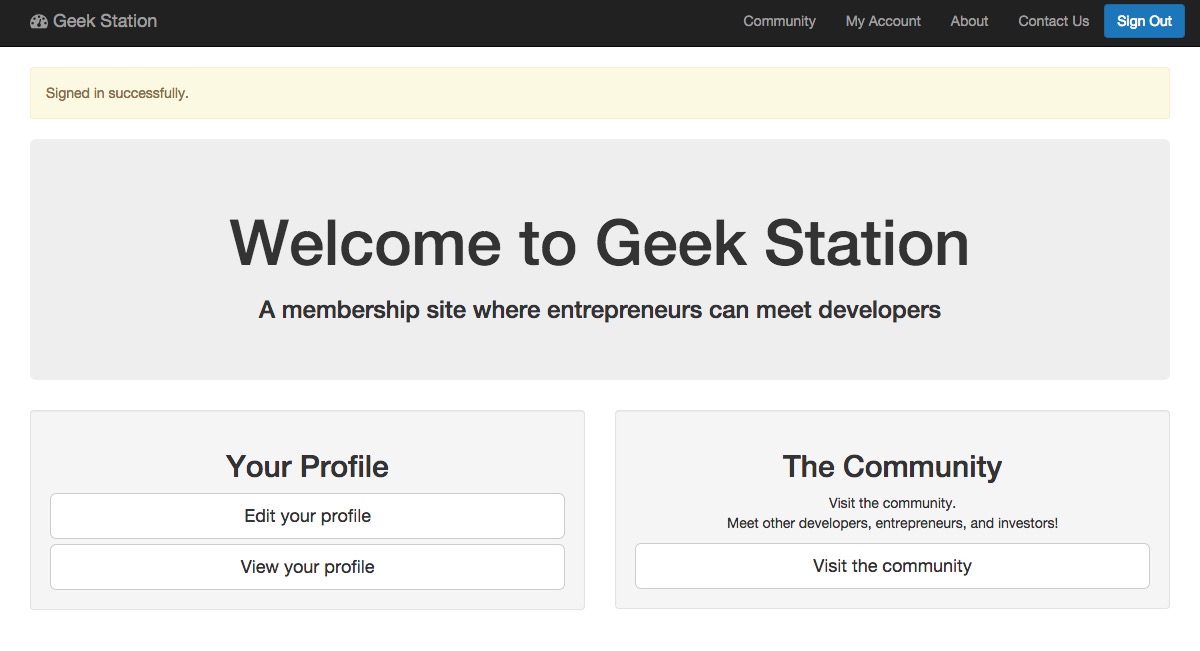 Geek Station
Community
My Account
About
Contact Us
Sign Out
Signed in successfully.
Welcome to Geek Station
A membership site where entrepreneurs can meet developers
Your Profile
Edit your profile
View your profile
The Community
Visit the community.
Meet other developers, entrepreneurs, and investors!
Visit the community